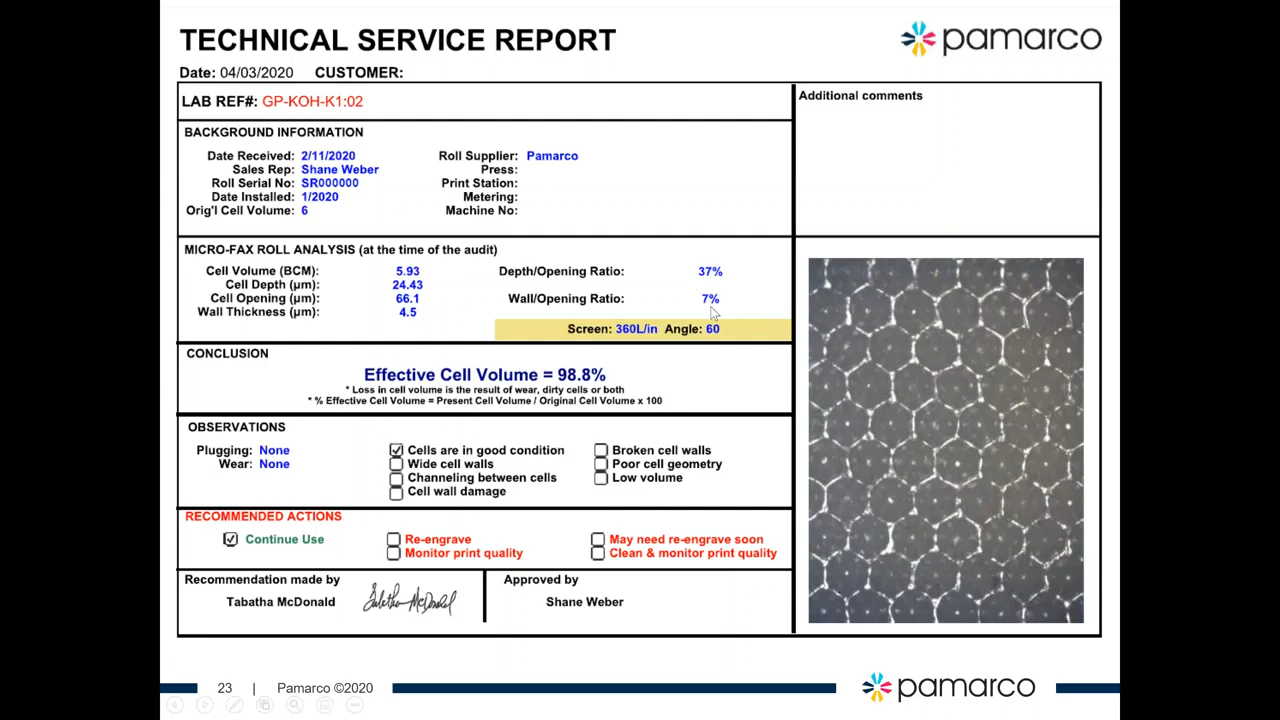 TECHNICAL SERVICE REPORT
pamarco
Date: 04/03/2020 CUSTOMER:
LAB REF#: GP-KOH-K1:02
Additional comments
BACKGROUND INFORMATION
Date Received: 2/11/2020
Roll Supplier: Pamarco
Sales Rep: Shane Weber
Press:
Roll Serial No: SR000000
Print Station:
Date Installed: 1/2020
Metering:
Orig'l Cell Volume: 6
Machine No:
MICRO-FAX ROLL ANALYSIS (at the time of the audit)
Cell Volume (BCM): 5.93
Depth/Opening Ratio: 37%
Cell Depth (µm): 24.43
Cell Opening (µm): 66.1
Wall/Opening Ratio: 7%
Wall Thickness (µm): 4.5
Screen: 360L/in Angle: 60
CONCLUSION
Effective Cell Volume = 98.8%
* Loss in cell volume is the result of wear, dirty cells or both
* % Effective Cell Volume = Present Cell Volume / Original Cell Volume x 100
OBSERVATIONS
Plugging: None
Wear: None
Cells are in good condition
Wide cell walls
Channeling between cells
Cell wall damage
Broken cell walls
Poor cell geometry
Low volume
RECOMMENDED ACTIONS
Continue Use
Re-engrave
Monitor print quality
May need re-engrave soon
Clean & monitor print quality
Recommendation made by
Tabatha McDonald
Tabatha McDonald
Approved by
Shane Weber
23 | Pamarco ©2020
pamarco